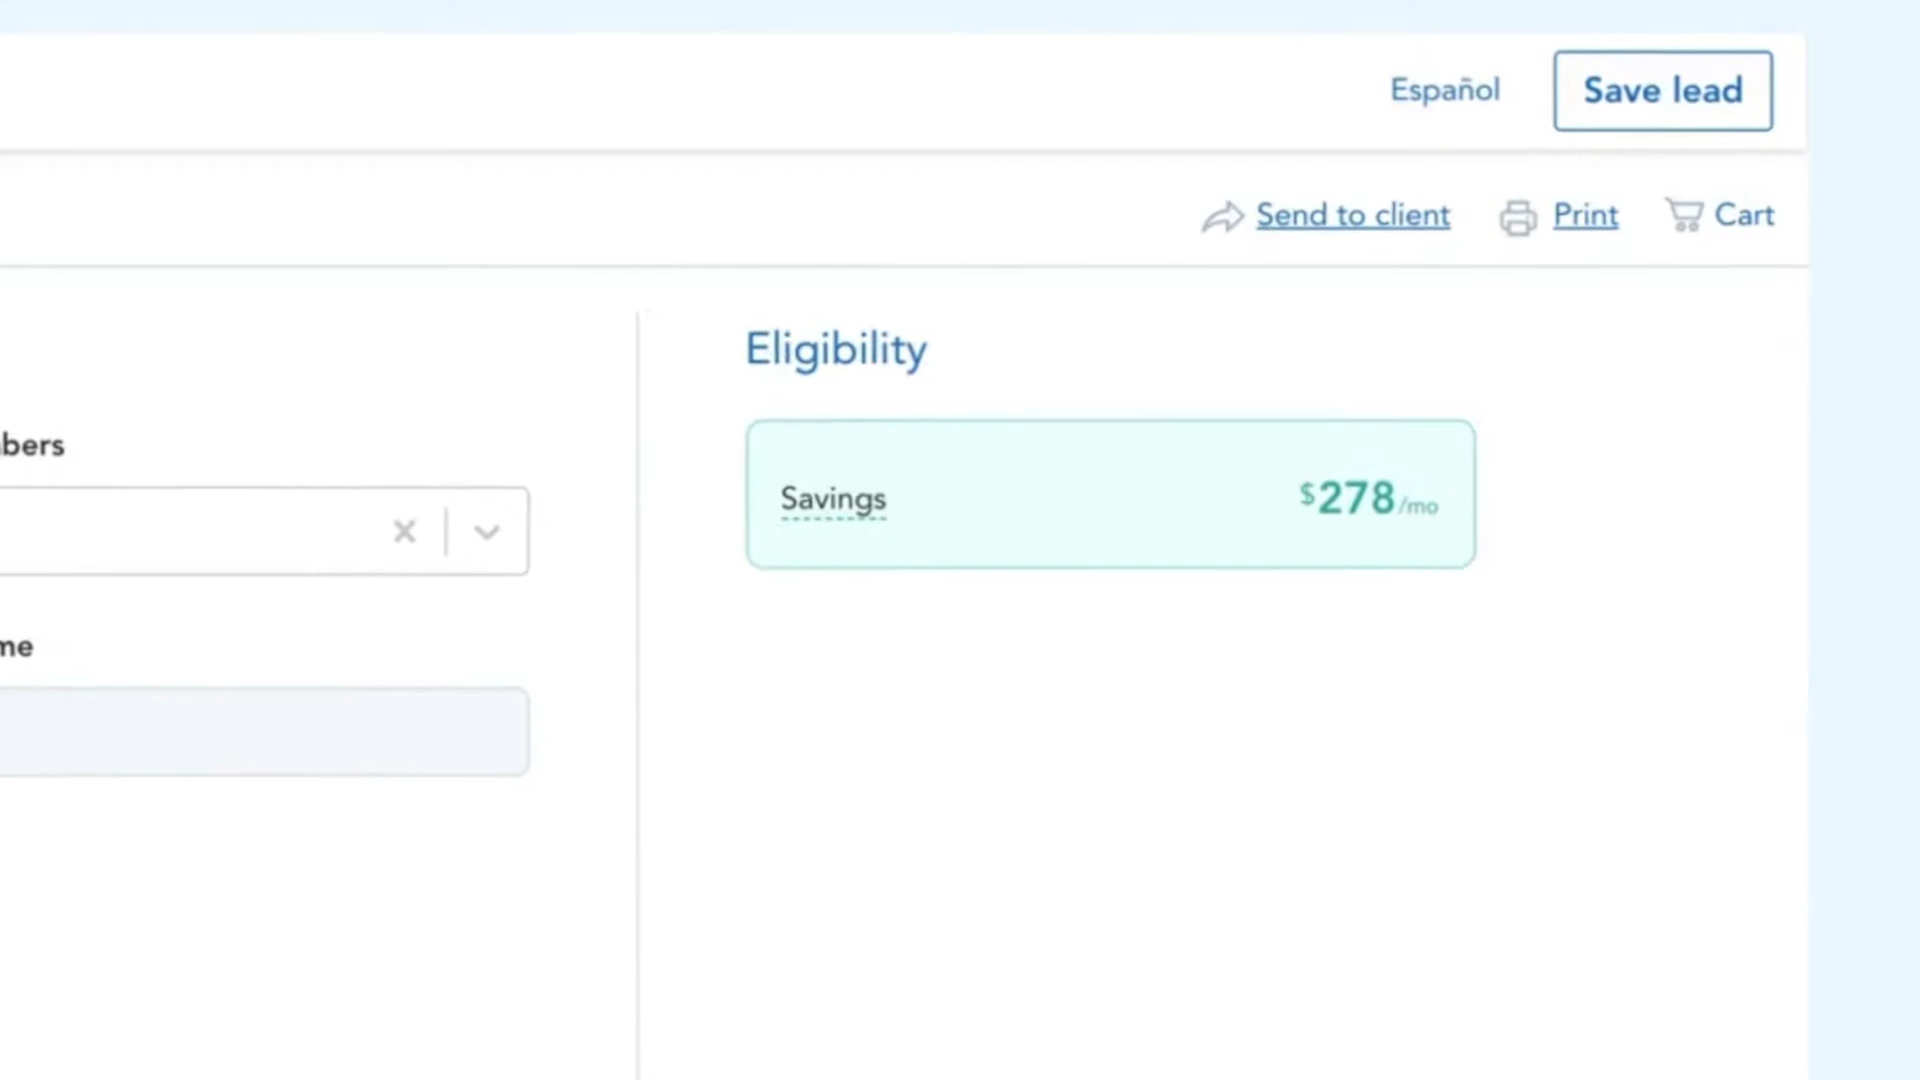 Español
Save lead
Send to client
Print
Cart
Eligibility
bers
Savings
$278/mo
me